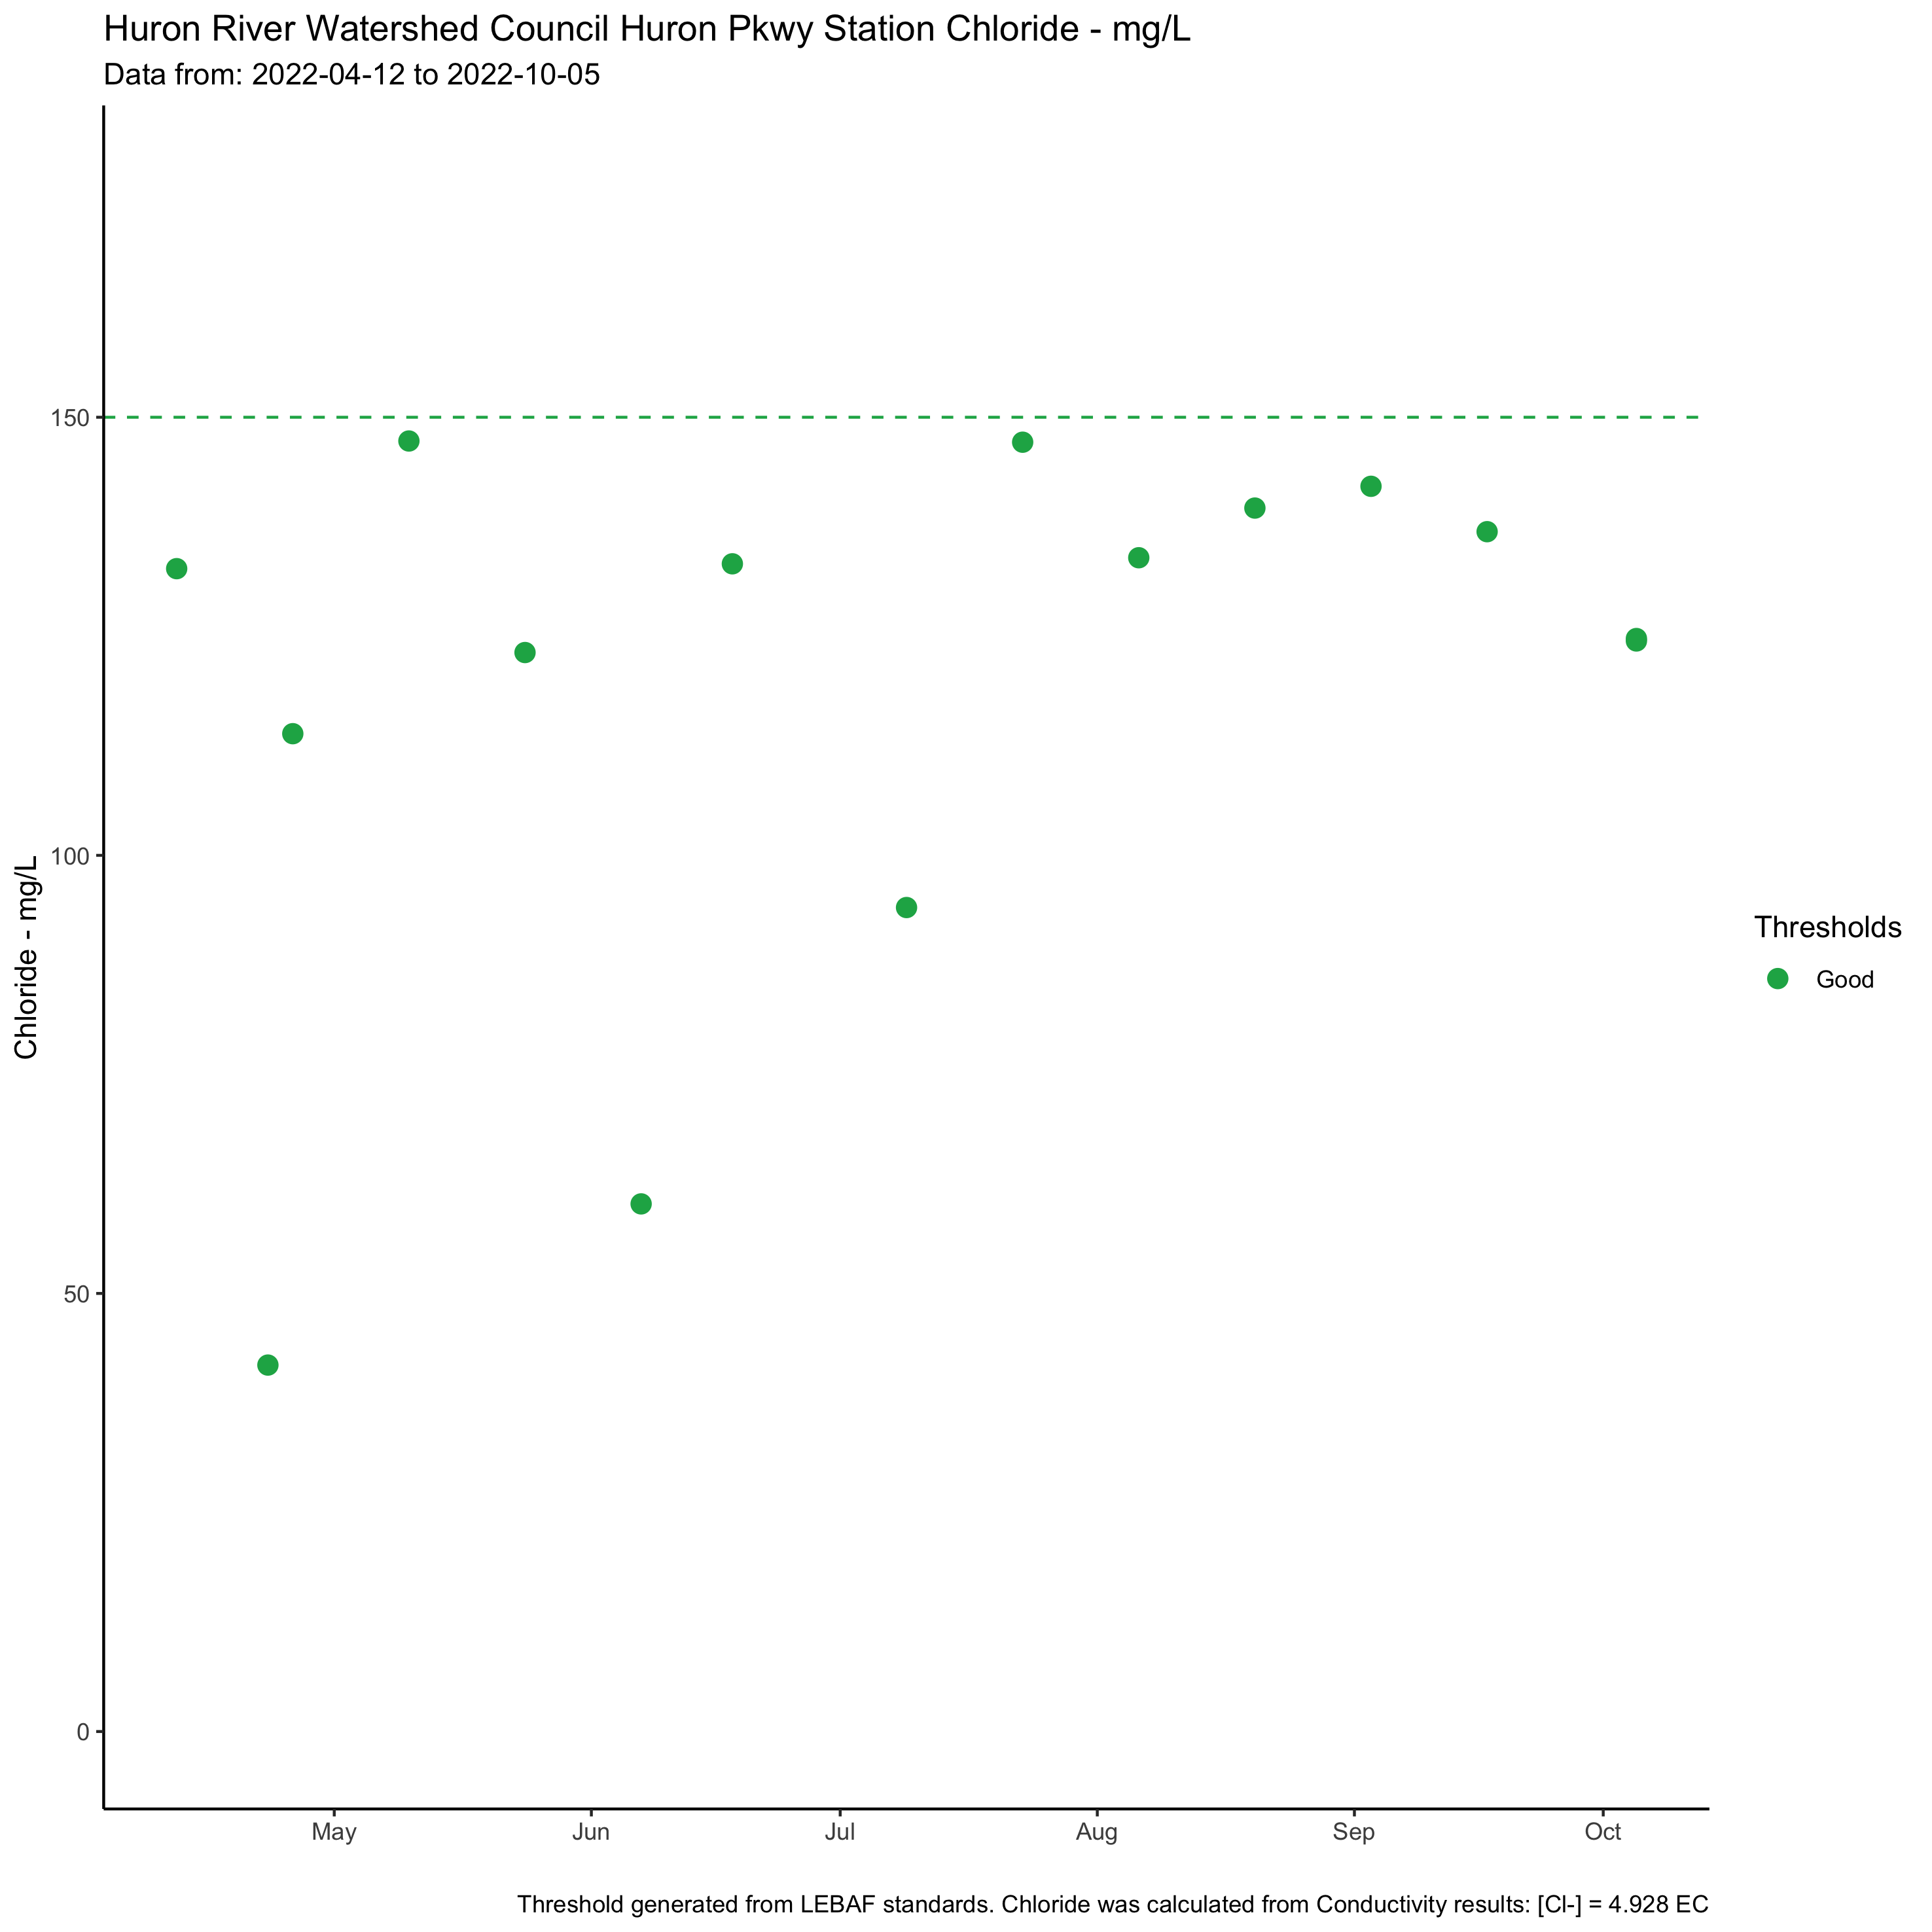 Huron River Watershed Council Huron Pkwy Station Chloride - mg/L
Data from: 2022-04-12 to 2022-10-05
Chloride - mg/L
150
100
50
0
May Jun Jul Aug Sep Oct
Thresholds
Good
Threshold generated from LEBAF standards. Chloride was calculated from Conductivity results: [Cl-] = 4.928 EC